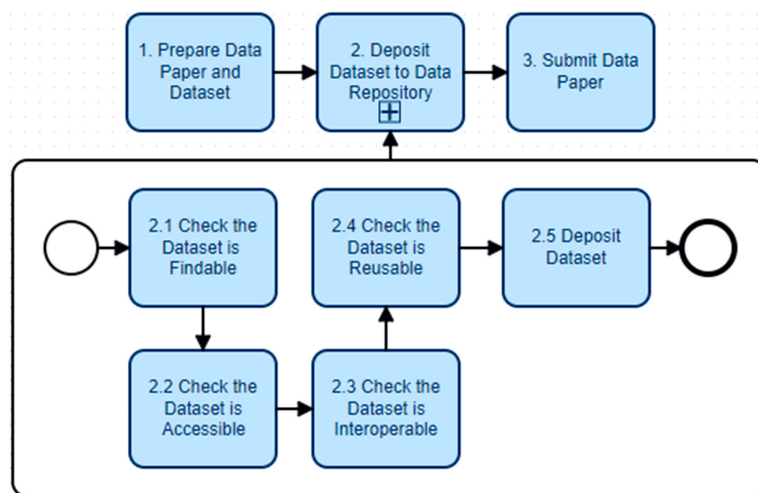 1. Prepare Data
Paper and
Dataset
2. Deposit
Dataset to Data
Repository
3. Submit Data
Paper
2.1 Check the
Dataset is
Findable
2.4 Check the
Dataset is
Reusable
2.5 Deposit
Dataset
2.2 Check the
Dataset is
Accessible
2.3 Check the
Dataset is
Interoperable